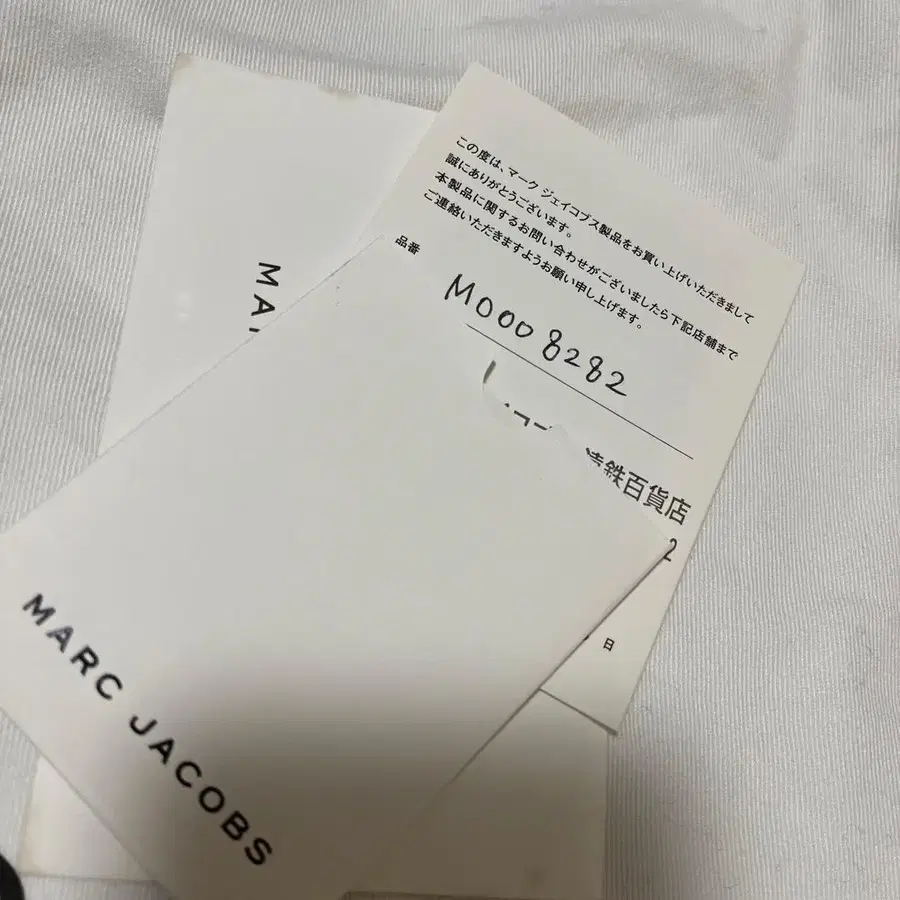 この度は、マーク ジェイコブス製品をお買い上げいただきまして
誠にありがとうございます。
本製品に関するお問い合わせがございましたら下記店舗まで
ご連絡いただきますようお願い申し上げます。
品番
M0008282
鉄百貨店
2
日
MA
MARC JACOBS